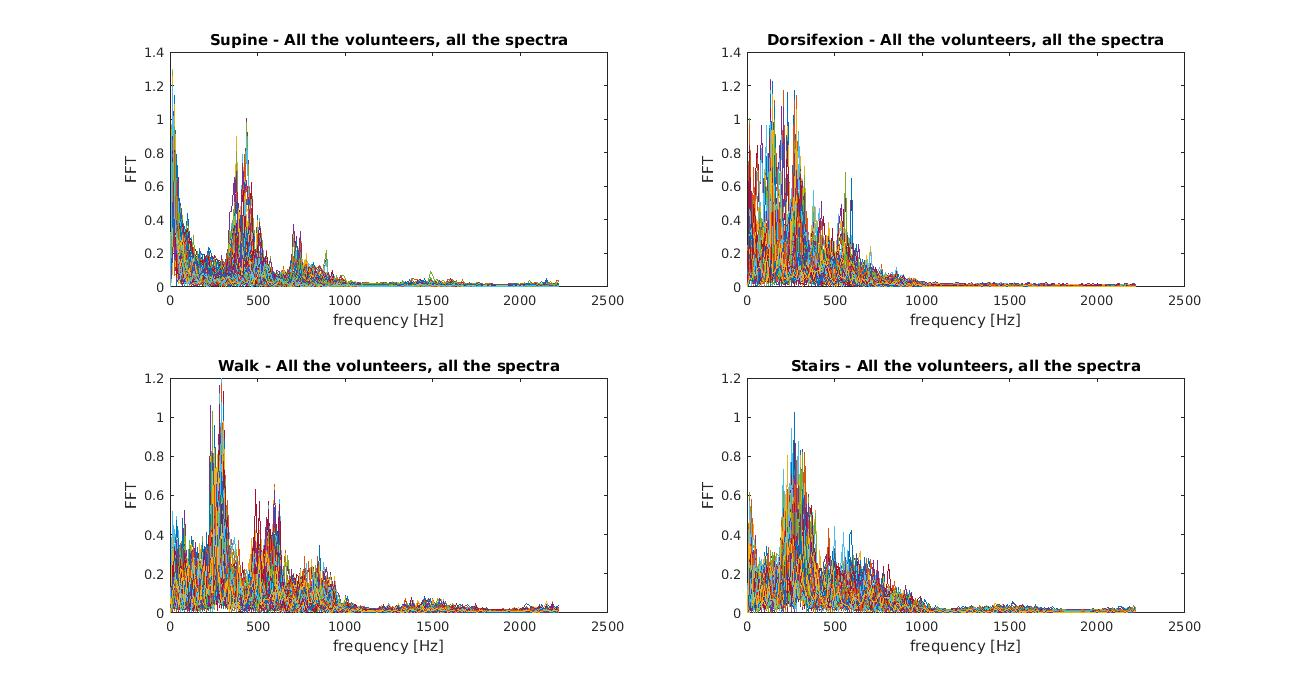 Supine - All the volunteers, all the spectra
1.4
1.2
1
0.8
0.6
0.4
0.2
0
FFT
0 500 1000 1500 2000 2500
frequency [Hz]
Dorsifexion - All the volunteers, all the spectra
1.4
1.2
1
0.8
0.6
0.4
0.2
0
FFT
0 500 1000 1500 2000 2500
frequency [Hz]
Walk - All the volunteers, all the spectra
1.2
1
0.8
0.6
0.4
0.2
0
FFT
0 500 1000 1500 2000 2500
frequency [Hz]
Stairs - All the volunteers, all the spectra
1.2
1
0.8
0.6
0.4
0.2
0
FFT
0 500 1000 1500 2000 2500
frequency [Hz]